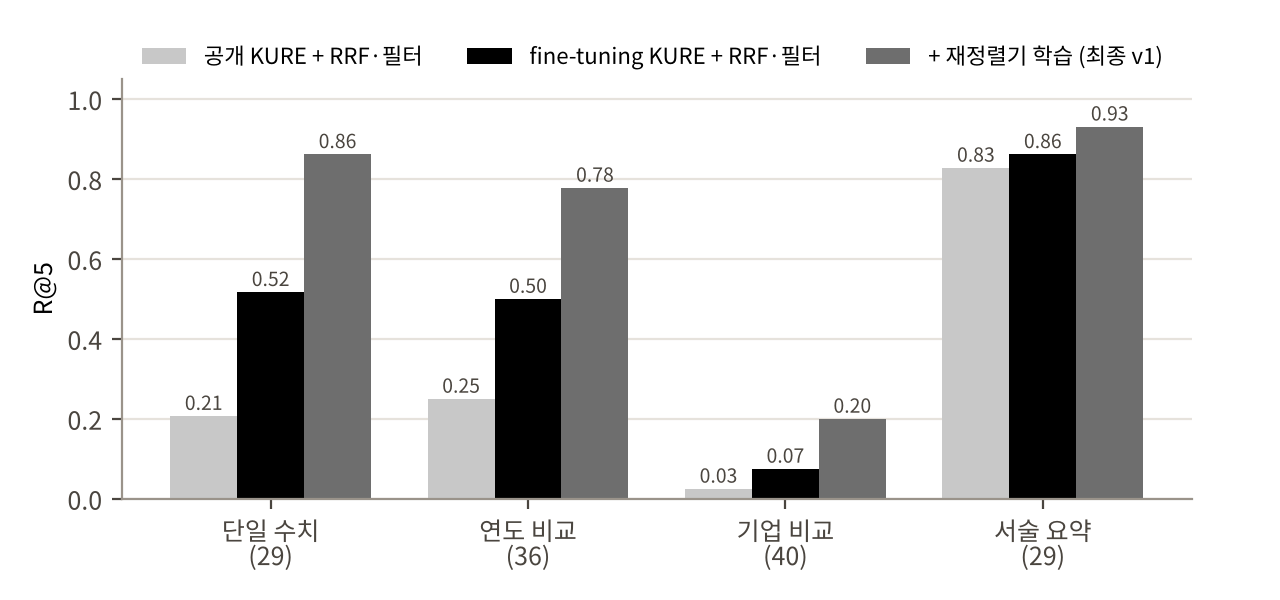 공개 KURE + RRF·필터
fine-tuning KURE + RRF·필터
+ 재정렬기 학습 (최종 v1)
R@5
1.0
0.8
0.6
0.4
0.2
0.0
0.21
0.52
0.86
0.25
0.50
0.78
0.03
0.07
0.20
0.83
0.86
0.93
단일 수치
(29)
연도 비교
(36)
기업 비교
(40)
서술 요약
(29)